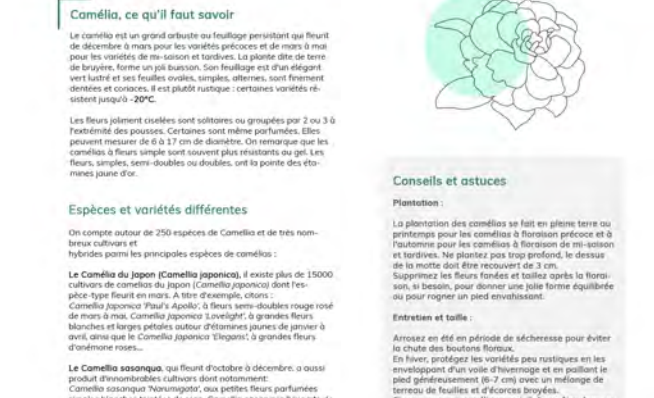 Camélia, ce qu'il faut savoir
Le camélia est un grand arbuste au feuillage persistant qui fleurit
de décembre à mars pour les variétés précoces et de mars à mai
pour les variétés de mi-saison et tardives. La plante dite de terre
de bruyère, forme un joli buisson. Son feuillage est d'un élégant
vert lustré et ses feuilles ovales, simples, alternes, sont finement
dentées et coriaces. Il est plutôt rustique : certaines variétés ré-
sistent jusqu'à -20°C.
Les fleurs joliment ciselées sont solitaires ou groupées par 2 ou 3 à
l'extrémité des pousses. Certaines sont même parfumées. Elles
peuvent mesurer de 6 à 17 cm de diamètre. On remarque que les
camélias à fleurs simple sont souvent plus résistants au gel. Les
fleurs, simples, semi-doubles ou doubles, ont la pointe des éta-
mines jaune d'or.
Espèces et variétés différentes
On compte autour de 250 espèces de Camellia et de très nom-
breux cultivars et
hybrides parmi les principales espèces de camélias :
Le Camélia du Japon (Camellia japonica), il existe plus de 15000
cultivars de camelias du Japon (Camellia japonica) dont l'es-
pèce-type fleurit en mars. A titre d'exemple, citons :
Camellia Japonica 'Paul's Apollo', à fleurs semi-doubles rouge rosé
de mars à mai, Camellia Japonica 'Lovelight', à grandes fleurs
blanches et larges pétales autour d'étamines jaunes de janvier à
avril, ainsi que le Camellia Japonica 'Elegans', à grandes fleurs
d'anémone roses...
Le Camellia sasanqua, qui fleurit d'octobre à décembre, a aussi
produit d'innombrables cultivars dont notamment:
Camellia sasanqua 'Narumigata', aux petites fleurs parfumées
Conseils et astuces
Plantation :
La plantation des camélias se fait en pleine terre au
printemps pour les camélias à floraison précoce et à
l'automne pour les camélias à floraison de mi-saison
et tardives. Ne plantez pas trop profond, le dessus
de la motte doit être recouvert de 3 cm.
Supprimez les fleurs fanées et taillez après la florai-
son, si besoin, pour donner une jolie forme équilibrée
ou pour rogner un pied envahissant.
Entretien et taille :
Arrosez en été en période de sécheresse pour éviter
la chute des boutons floraux.
En hiver, protégez les variétés peu rustiques en les
enveloppant d'un voile d'hivernage et en paillant le
pied généreusement (6-7 cm) avec un mélange de
terreau de feuilles et d'écorces broyées.